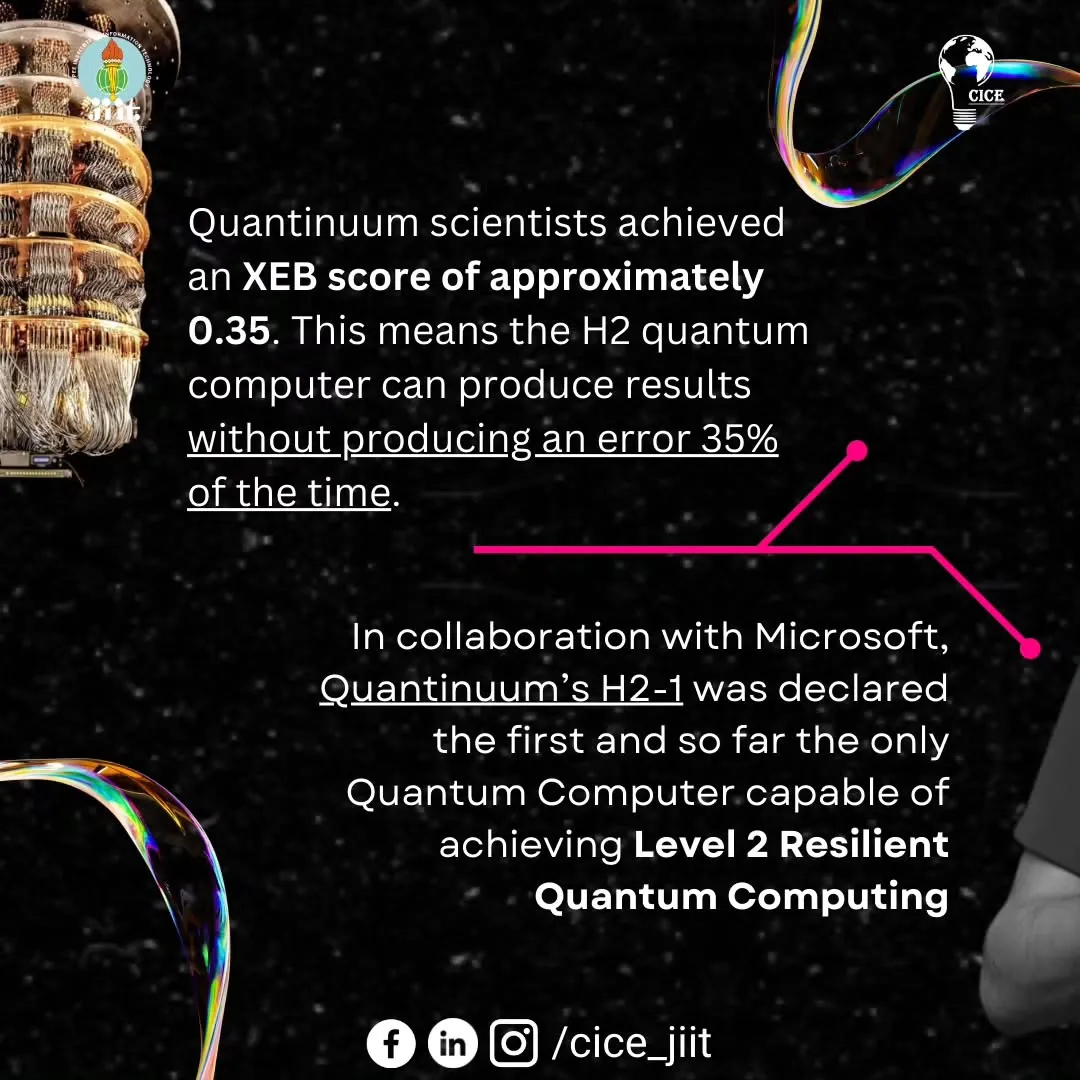 jiit
CICE
Quantinuum scientists achieved
an XEB score of approximately
0.35. This means the H2 quantum
computer can produce results
without producing an error 35%
of the time.
In collaboration with Microsoft,
Quantinuum’s H2-1 was declared
the first and so far the only
Quantum Computer capable of
achieving Level 2 Resilient
Quantum Computing
/cice_jiit